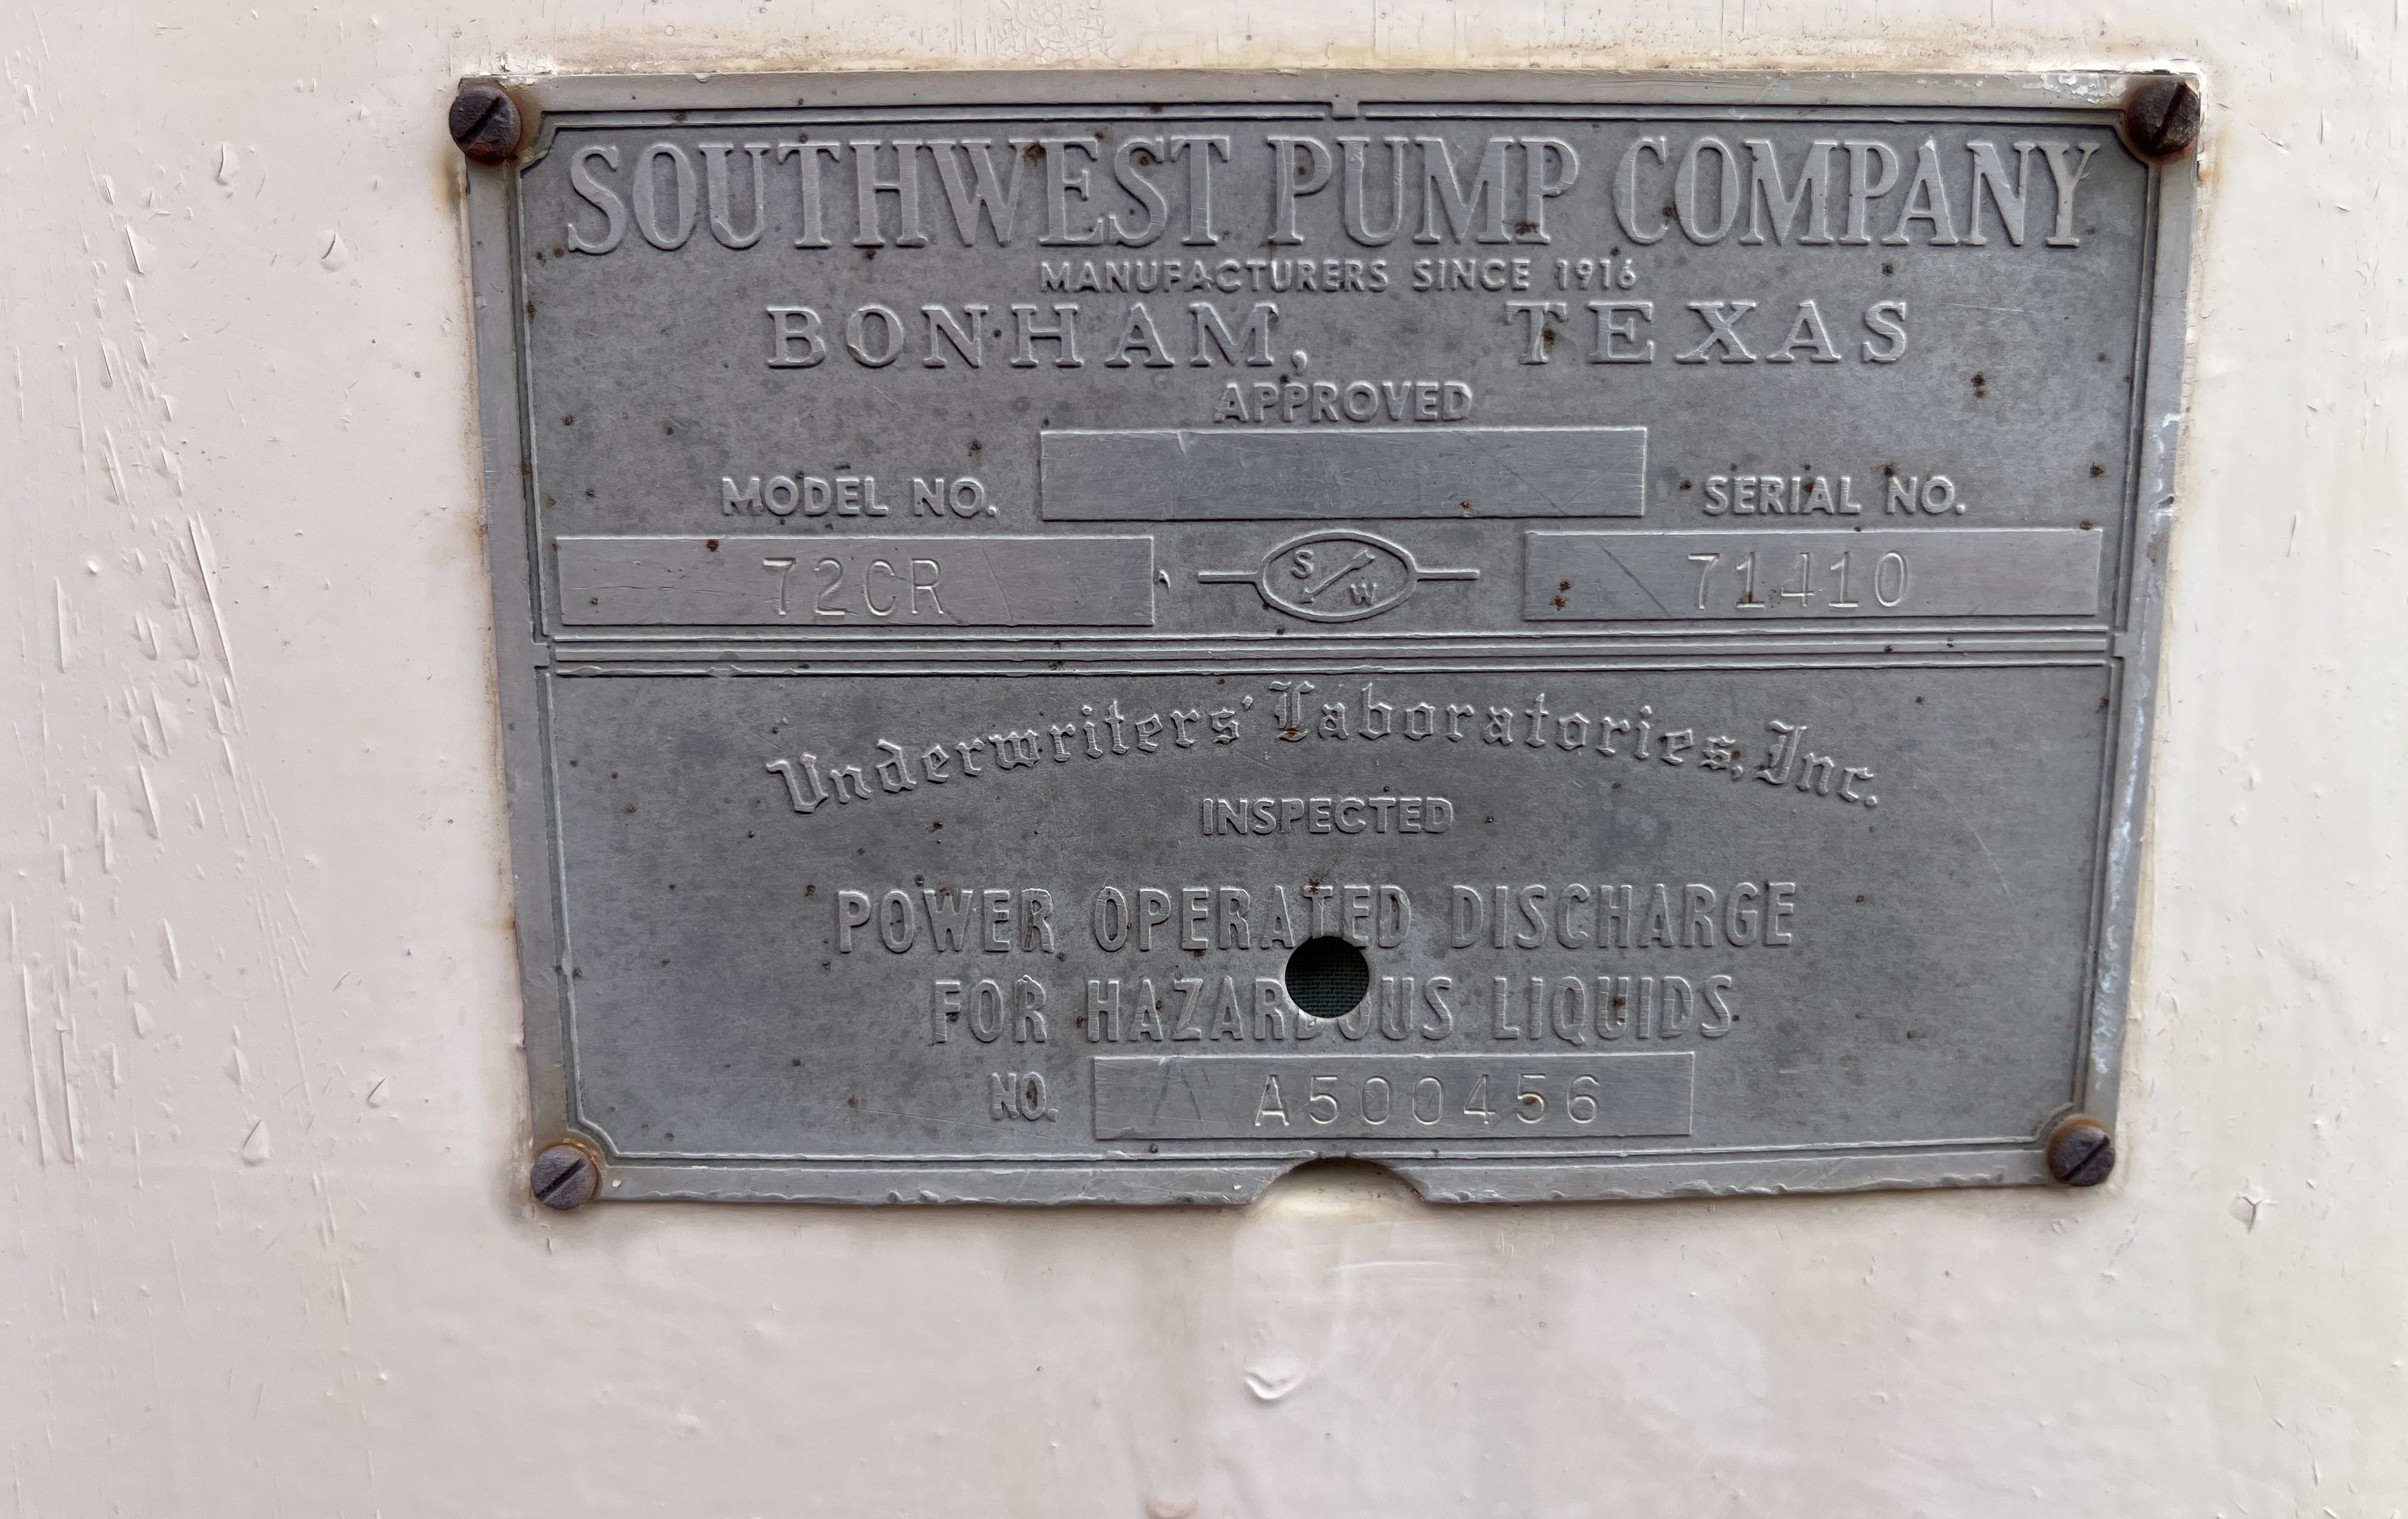 SOUTHWEST PUMP COMPANY
MANUFACTURERS SINCE 1916
BONHAM, TEXAS
APPROVED
MODEL NO. SERIAL NO.
72CR S W 71410
Underwriters' Laboratories, Inc.
INSPECTED
POWER OPERATED DISCHARGE
FOR HAZARDOUS LIQUIDS
NO. A500456